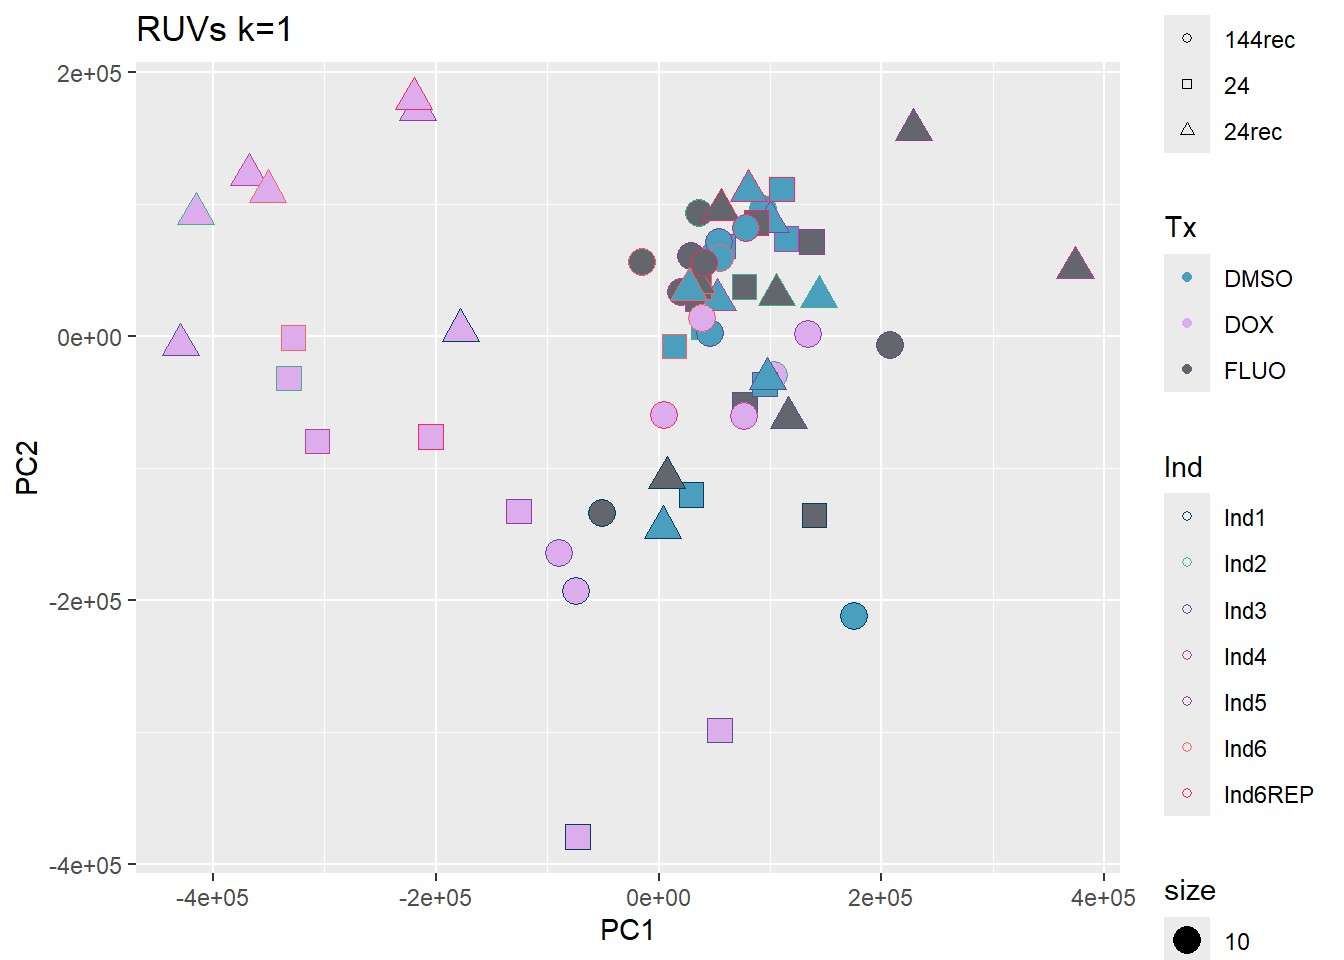 RUVs k=1
2e+05
0e+00
-2e+05
-4e+05
PC2
-4e+05
-2e+05
0e+00
2e+05
4e+05
PC1
144rec
24
24rec
Tx
DMSO
DOX
FLUO
Ind
Ind1
Ind2
Ind3
Ind4
Ind5
Ind6
Ind6REP
size
10